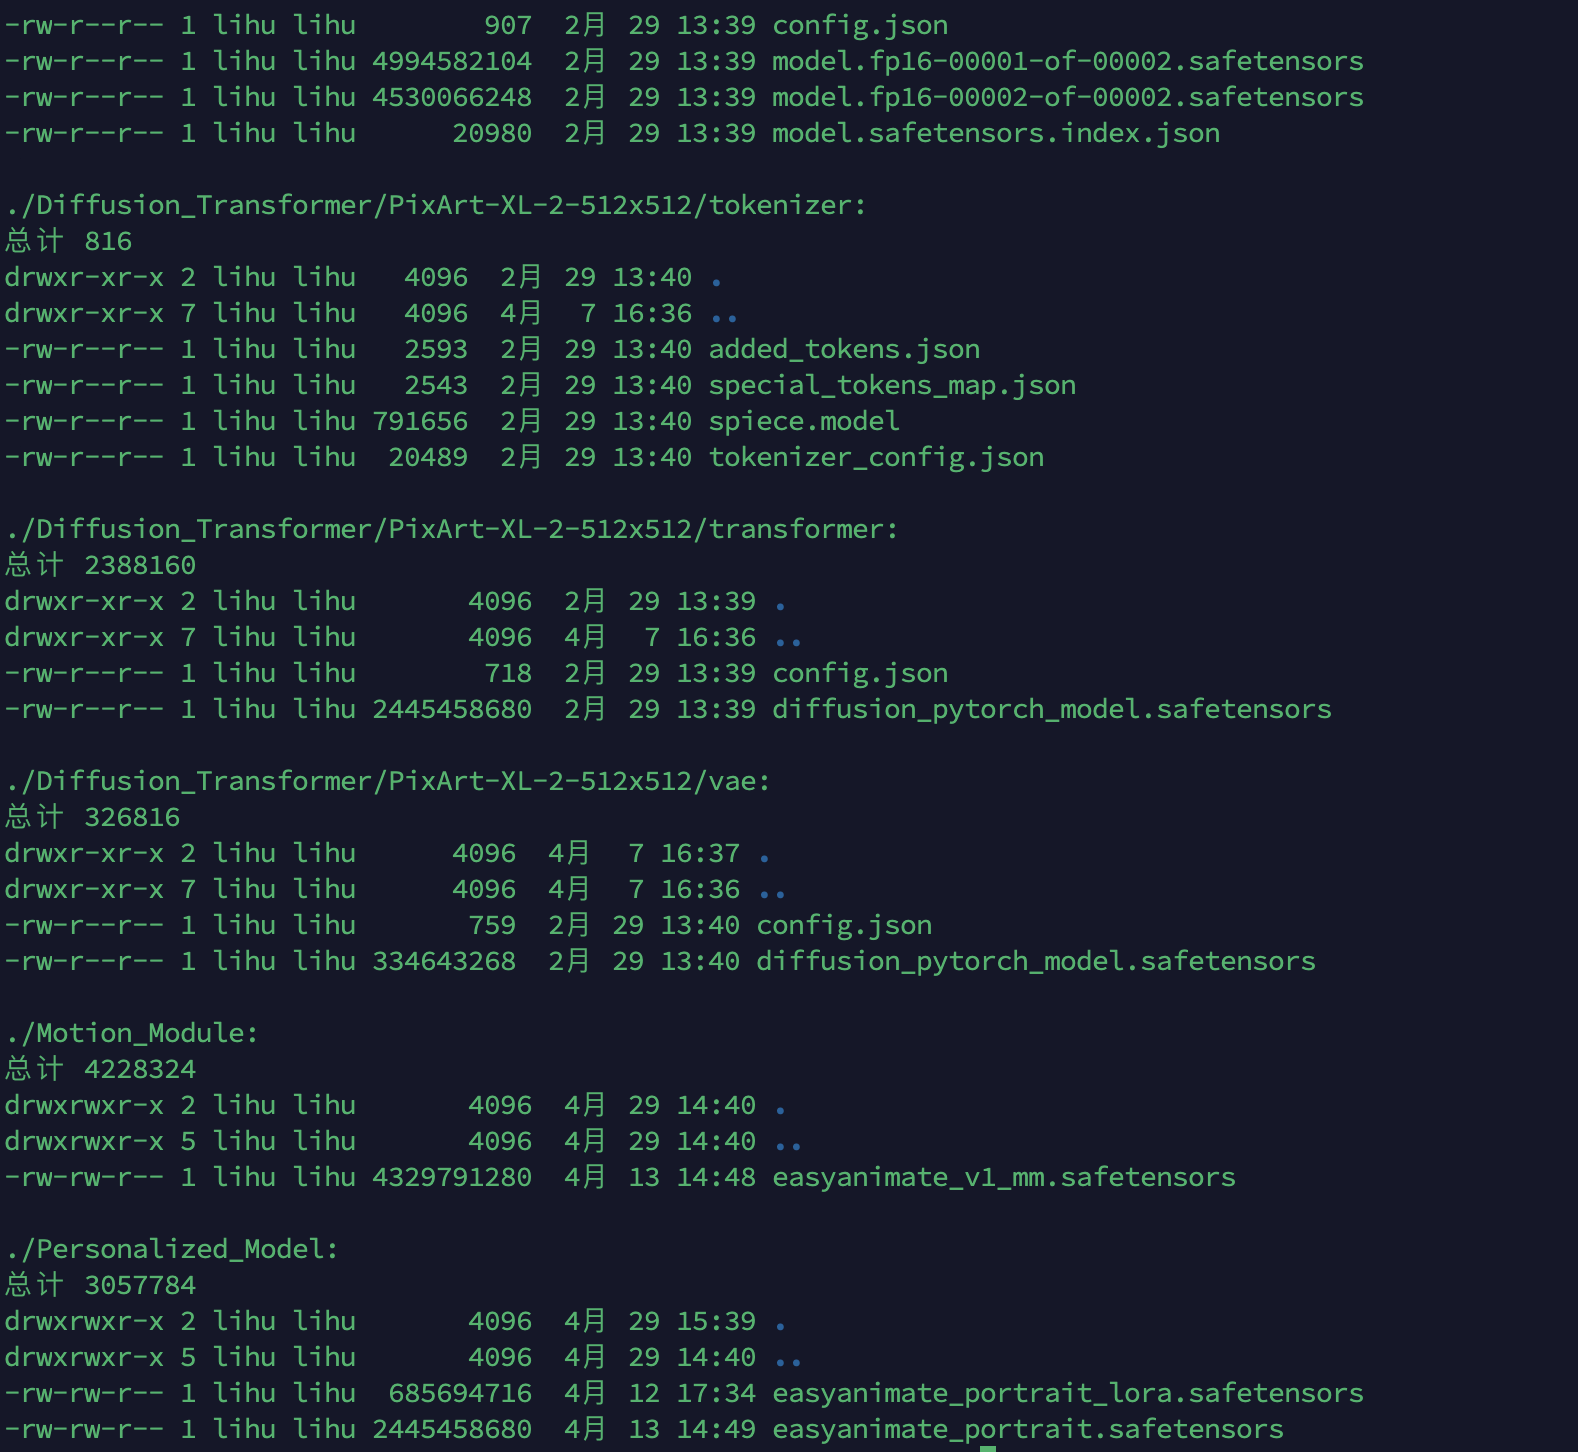 -rw-r--r-- 1 lihu lihu        907  2月  29 13:39 config.json
-rw-r--r-- 1 lihu lihu 4994582104  2月  29 13:39 model.fp16-00001-of-00002.safetensors
-rw-r--r-- 1 lihu lihu 4530066248  2月  29 13:39 model.fp16-00002-of-00002.safetensors
-rw-r--r-- 1 lihu lihu      20980  2月  29 13:39 model.safetensors.index.json

./Diffusion_Transformer/PixArt-XL-2-512x512/tokenizer:
总计 816
drwxr-xr-x 2 lihu lihu   4096  2月  29 13:40 .
drwxr-xr-x 7 lihu lihu   4096  4月   7 16:36 ..
-rw-r--r-- 1 lihu lihu   2593  2月  29 13:40 added_tokens.json
-rw-r--r-- 1 lihu lihu   2543  2月  29 13:40 special_tokens_map.json
-rw-r--r-- 1 lihu lihu 791656  2月  29 13:40 spiece.model
-rw-r--r-- 1 lihu lihu  20489  2月  29 13:40 tokenizer_config.json

./Diffusion_Transformer/PixArt-XL-2-512x512/transformer:
总计 2388160
drwxr-xr-x 2 lihu lihu       4096  2月  29 13:39 .
drwxr-xr-x 7 lihu lihu       4096  4月   7 16:36 ..
-rw-r--r-- 1 lihu lihu        718  2月  29 13:39 config.json
-rw-r--r-- 1 lihu lihu 2445458680  2月  29 13:39 diffusion_pytorch_model.safetensors

./Diffusion_Transformer/PixArt-XL-2-512x512/vae:
总计 326816
drwxr-xr-x 2 lihu lihu      4096  4月   7 16:37 .
drwxr-xr-x 7 lihu lihu      4096  4月   7 16:36 ..
-rw-r--r-- 1 lihu lihu       759  2月  29 13:40 config.json
-rw-r--r-- 1 lihu lihu 334643268  2月  29 13:40 diffusion_pytorch_model.safetensors

./Motion_Module:
总计 4228324
drwxrwxr-x 2 lihu lihu       4096  4月  29 14:40 .
drwxrwxr-x 5 lihu lihu       4096  4月  29 14:40 ..
-rw-rw-r-- 1 lihu lihu 4329791280  4月  13 14:48 easyanimate_v1_mm.safetensors

./Personalized_Model:
总计 3057784
drwxrwxr-x 2 lihu lihu       4096  4月  29 15:39 .
drwxrwxr-x 5 lihu lihu       4096  4月  29 14:40 ..
-rw-rw-r-- 1 lihu lihu  685694716  4月  12 17:34 easyanimate_portrait_lora.safetensors
-rw-rw-r-- 1 lihu lihu 2445458680  4月  13 14:49 easyanimate_portrait.safetensors